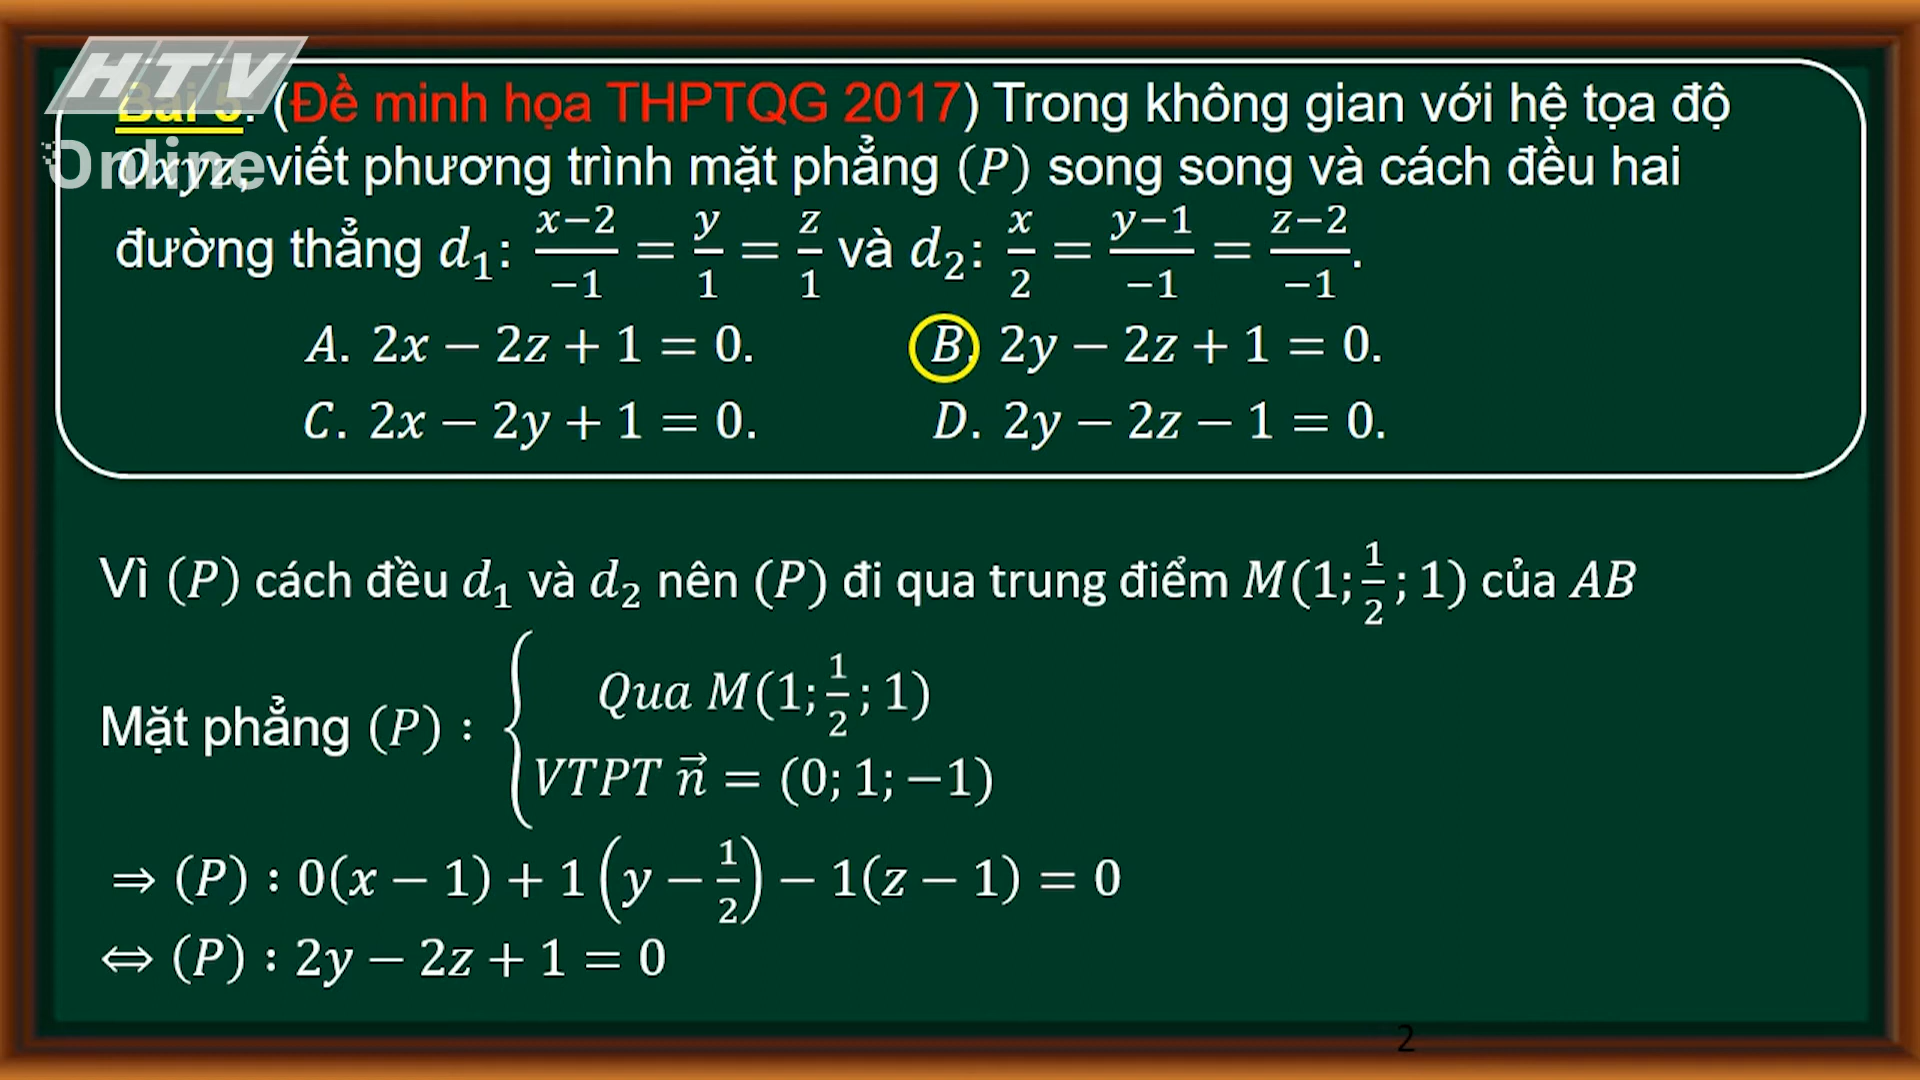 HTV
Online
Bài 5: (Đề minh họa THPTQG 2017) Trong không gian với hệ tọa độ
Oxyz, viết phương trình mặt phẳng (P) song song và cách đều hai
đường thẳng d₁: (x−2)/(−1) = y/1 = z/1 và d₂: x/2 = (y−1)/(−1) = (z−2)/(−1).
A. 2x − 2z + 1 = 0. B. 2y − 2z + 1 = 0.
C. 2x − 2y + 1 = 0. D. 2y − 2z − 1 = 0.
Vì (P) cách đều d₁ và d₂ nên (P) đi qua trung điểm M(1; 1/2; 1) của AB
Mặt phẳng (P) : { Qua M(1; 1/2; 1)
VTPT n⃗ = (0; 1; −1)
⇒ (P) : 0(x − 1) + 1(y − 1/2) − 1(z − 1) = 0
⇔ (P) : 2y − 2z + 1 = 0
2